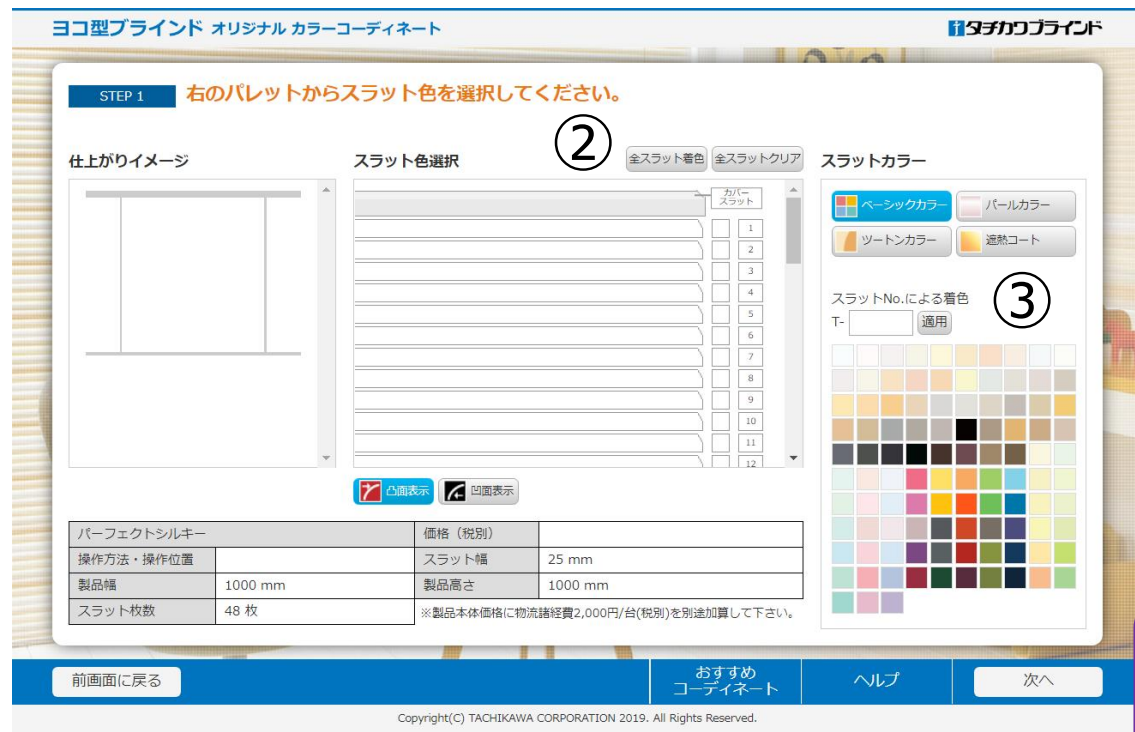 ヨコ型ブラインド オリジナル カラーコーディネート
タチカワブラインド
STEP 1 右のパレットからスラット色を選択してください。
②
仕上がりイメージ
スラット色選択
全スラット着色 全スラットクリア
スラットカラー
カバー
スラット
1
2
3
4
5
6
7
8
9
10
11
12
ベーシックカラー パールカラー
ツートンカラー 遮熱コート
スラットNo.による着色
③
T- 適用
凸面表示 凹面表示
パーフェクトシルキー 価格（税別）
操作方法・操作位置 スラット幅 25 mm
製品幅 1000 mm 製品高さ 1000 mm
スラット枚数 48 枚 ※製品本体価格に物流諸経費2,000円/台(税別)を別途加算して下さい。
前画面に戻る
おすすめ
コーディネート
ヘルプ
次へ
Copyright(C) TACHIKAWA CORPORATION 2019. All Rights Reserved.